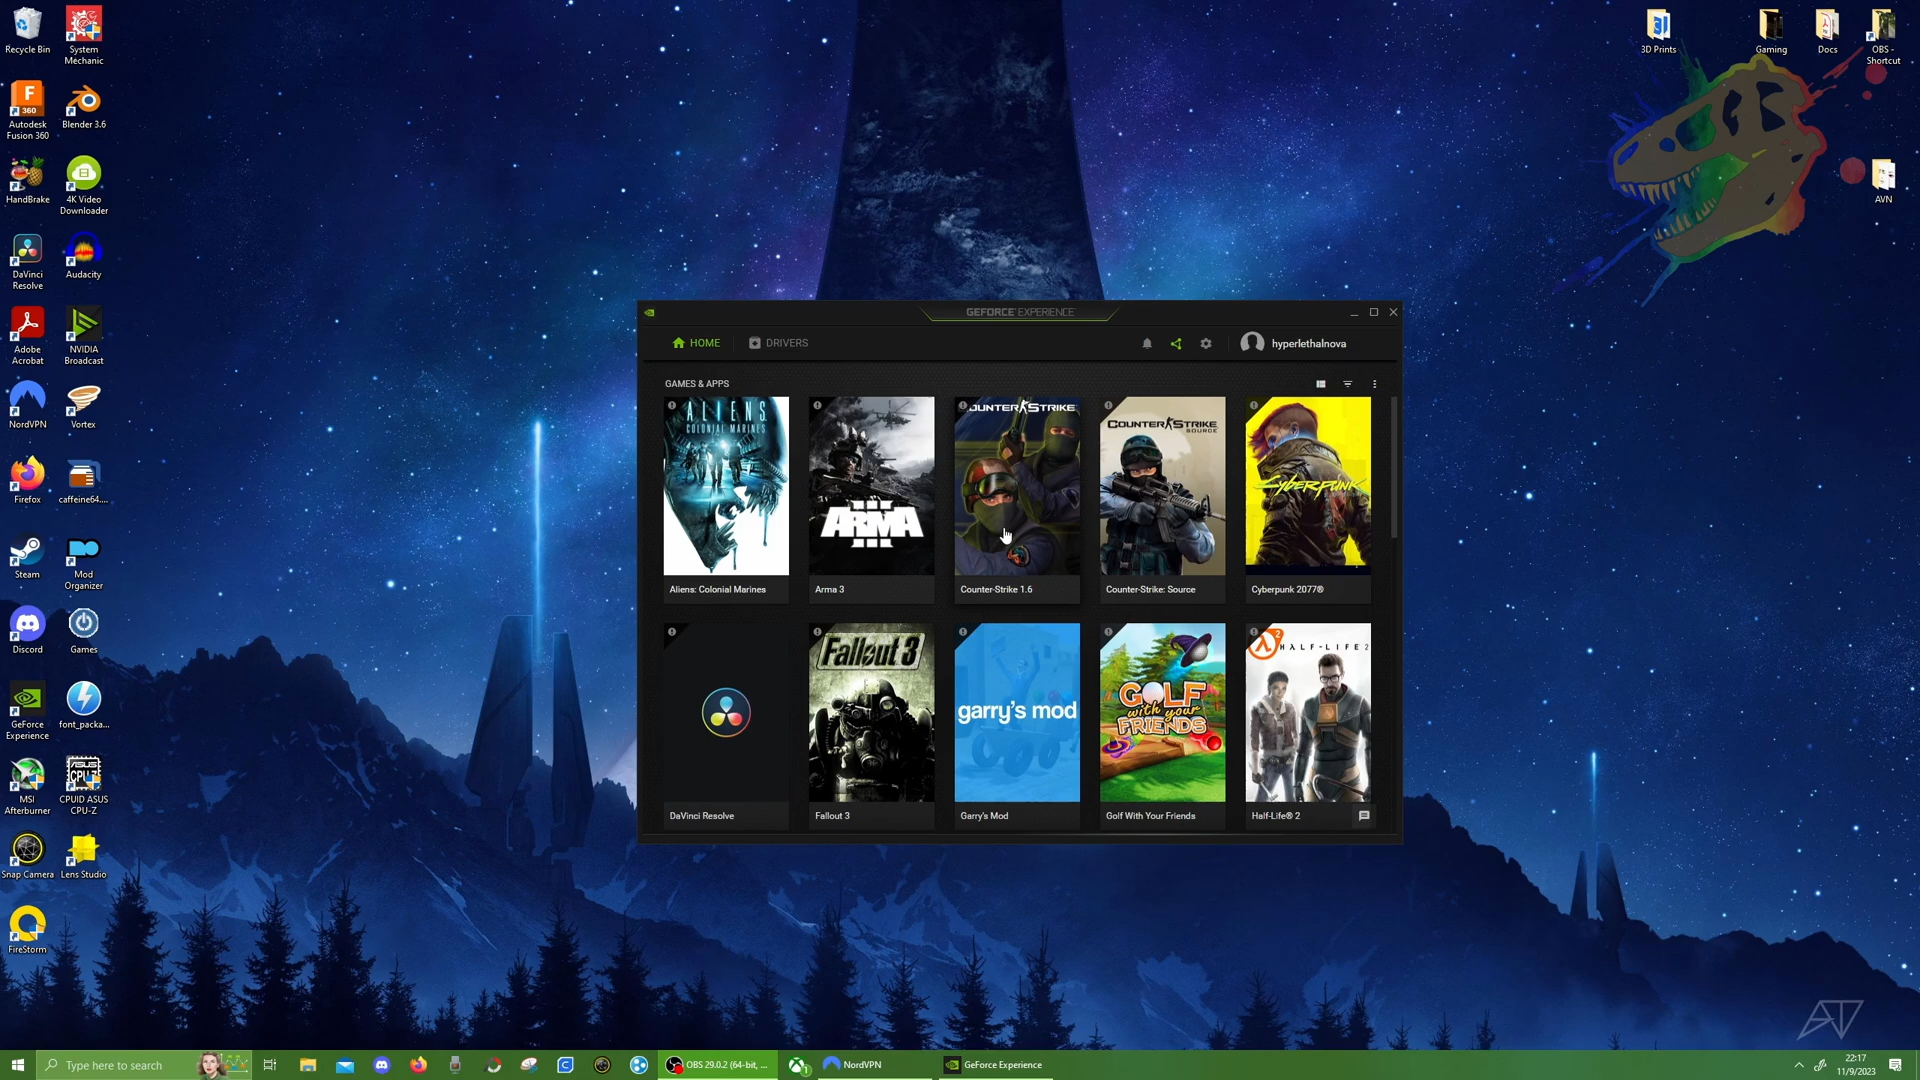 Recycle Bin
System
Mechanic
Autodesk
Fusion 360
Blender 3.6
HandBrake
4K Video
Downloader
DaVinci
Resolve
Audacity
Adobe
Acrobat
NVIDIA
Broadcast
NordVPN
Vortex
Firefox
caffeine64....
Steam
Mod
Organizer
Discord
Games
GeForce
Experience
font_packa...
MSI
Afterburner
CPUID ASUS
CPU-Z
Snap Camera
Lens Studio
FireStorm
3D Prints
Gaming
Docs
OBS -
Shortcut
AVN
GEFORCE EXPERIENCE
HOME
DRIVERS
hyperlethalnova
GAMES & APPS
ALIENS
COLONIAL MARINES
ARMA
III
COUNTER STRIKE
COUNTER STRIKE
SOURCE
Cyberpunk
Aliens: Colonial Marines
Arma 3
Counter-Strike 1.6
Counter-Strike: Source
Cyberpunk 2077®
Fallout 3
garry's mod
GOLF
with your
FRIENDS
HALF-LIFE 2
DaVinci Resolve
Fallout 3
Garry's Mod
Golf With Your Friends
Half-Life® 2
Type here to search
OBS 29.0.2 (64-bit, ...
NordVPN
GeForce Experience
22:17
11/9/2023